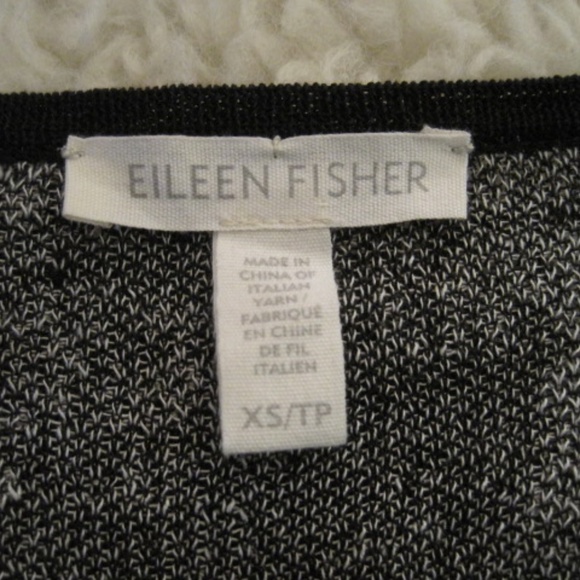 EILEEN FISHER
MADE IN
CHINA OF
ITALIAN
YARN /
FABRIQUÉ
EN CHINE
DE FIL
ITALIEN
XS/TP